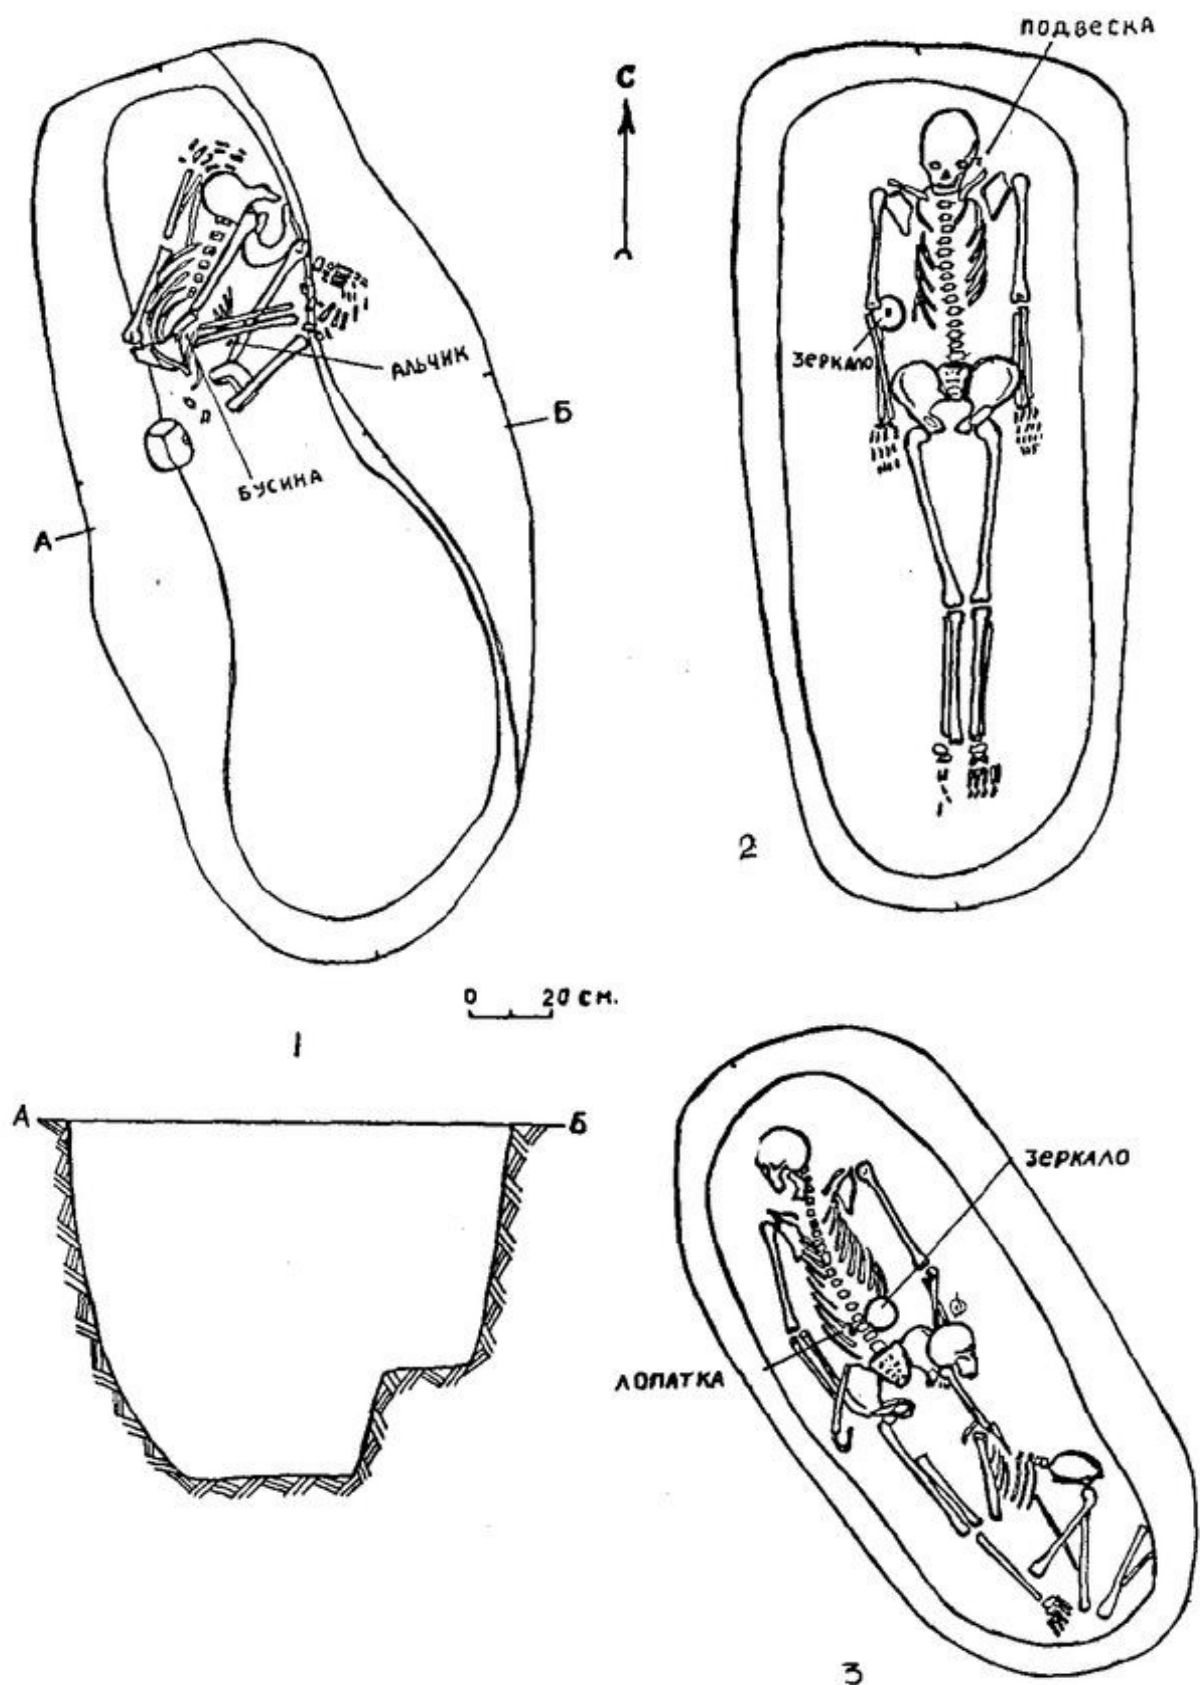 ПОДВЕСКА
С
ЗЕРКАЛО
АЛЬЧИК
Б
БУСИНА
А
2
0 20 СМ.
1
А Б
ЗЕРКАЛО
ЛОПАТКА
3